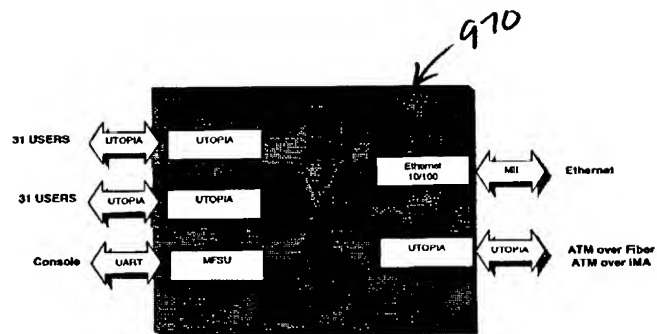 970
31 USERS
UTOPIA
UTOPIA
31 USERS
UTOPIA
UTOPIA
Console
UART
MFSU
Ethernet
10/100
MII
Ethernet
UTOPIA
UTOPIA
ATM over Fiber
ATM over IMA